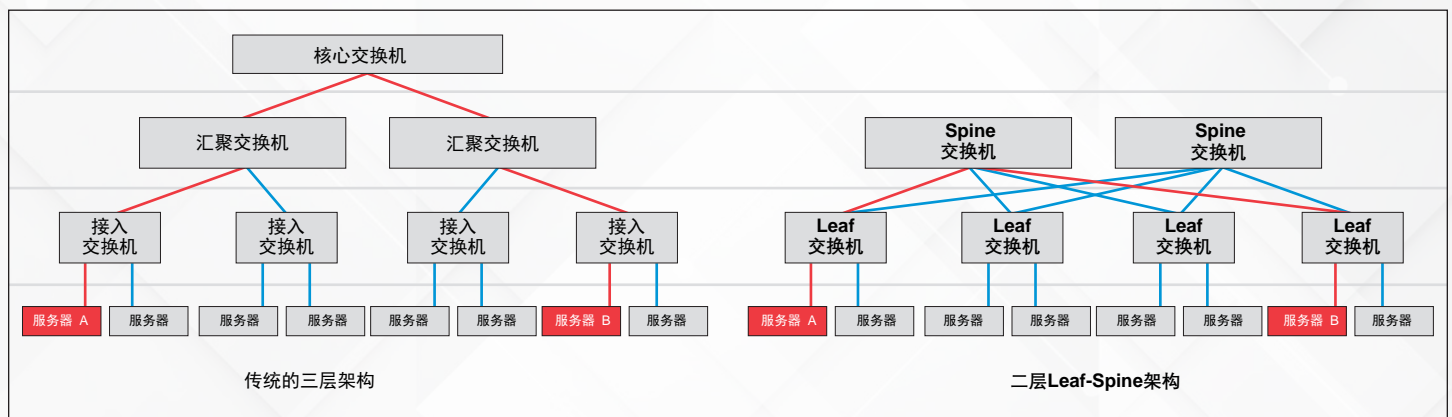 核心交换机
汇聚交换机
汇聚交换机
接入
交换机
接入
交换机
接入
交换机
接入
交换机
服务器 A
服务器
服务器
服务器
服务器
服务器
服务器 B
服务器
传统的三层架构
Spine
交换机
Spine
交换机
Leaf
交换机
Leaf
交换机
Leaf
交换机
Leaf
交换机
服务器 A
服务器
服务器
服务器
服务器
服务器
服务器 B
服务器
二层Leaf-Spine架构